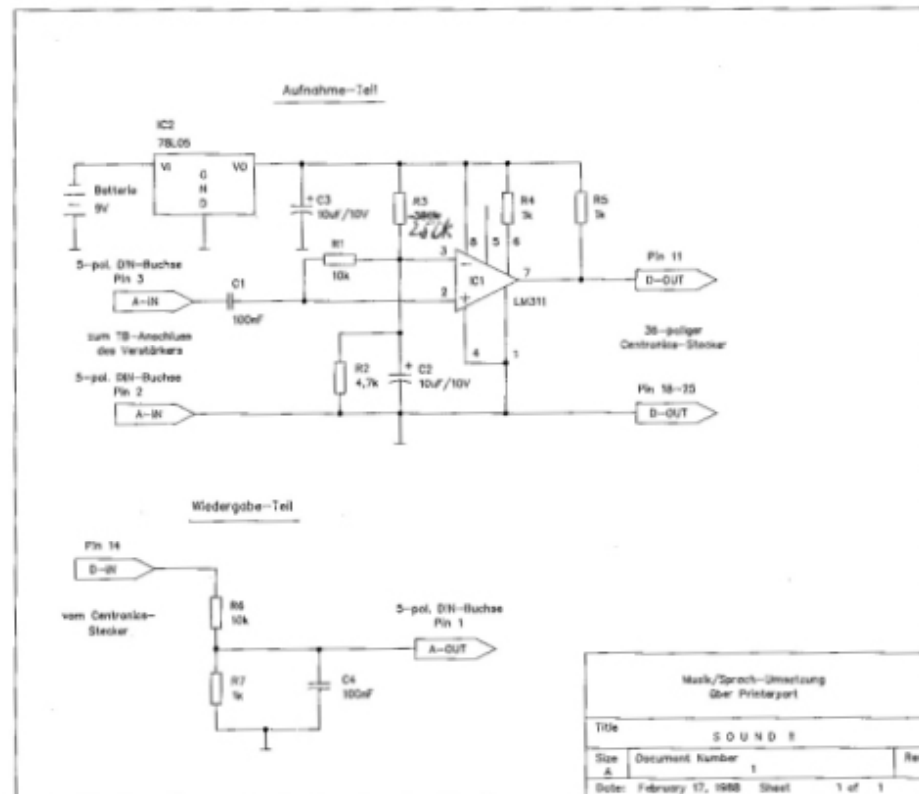 Aufnahme-Teil
IC2
78L05
VI
VO
G
N
D
Batterie
9V
C3
10uF/10V
R3
250k
R4
1k
R5
1k
R1
10k
8
5
6
3
2
7
4
1
IC1
LM311
5-pol. DIN-Buchse
Pin 3
A-IN
C1
100nF
Pin 11
D-OUT
zum TB-Anschluss
des Verstärkers
36-poliger
Centronics-Stecker
5-pol. DIN-Buchse
Pin 2
A-IN
R2
4,7k
C2
10uF/10V
Pin 18-25
D-OUT
Wiedergabe-Teil
Pin 14
D-IN
vom Centronics-
Stecker
R6
10k
5-pol. DIN-Buchse
Pin 1
A-OUT
R7
1k
C4
100nF
Musik/Sprach-Umsetzung
über Printerport
Title
SOUND
Size
A
Document Number
1
Re
Date: February 17, 1988
Sheet 1 of 1